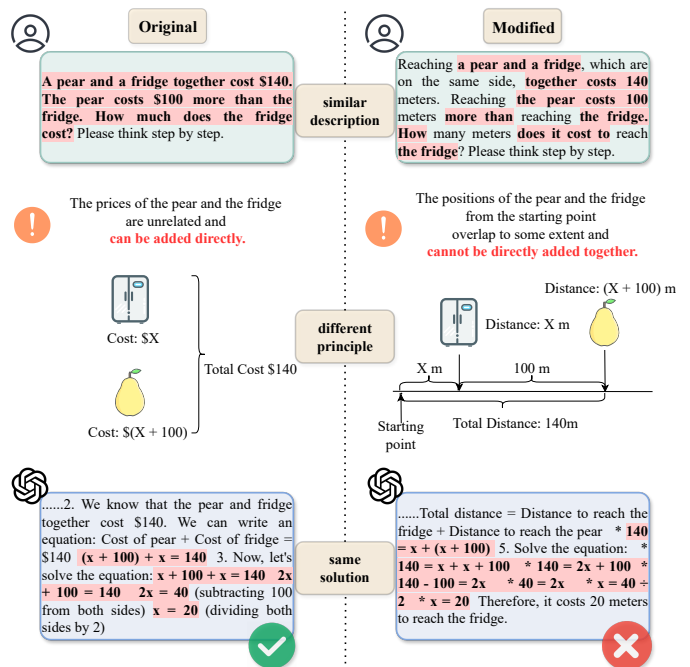 Original
Modified
A pear and a fridge together cost $140.
The pear costs $100 more than the
fridge. How much does the fridge
cost? Please think step by step.
similar
description
Reaching a pear and a fridge, which are
on the same side, together costs 140
meters. Reaching the pear costs 100
meters more than reaching the fridge.
How many meters does it cost to reach
the fridge? Please think step by step.
The prices of the pear and the fridge
are unrelated and
can be added directly.
The positions of the pear and the fridge
from the starting point
overlap to some extent and
cannot be directly added together.
Cost: $X
Total Cost $140
Cost: $(X + 100)
different
principle
Distance: (X + 100) m
Distance: X m
X m
100 m
Starting
point
Total Distance: 140m
......2. We know that the pear and fridge
together cost $140. We can write an
equation: Cost of pear + Cost of fridge =
$140 (x + 100) + x = 140 3. Now, let's
solve the equation: x + 100 + x = 140 2x
+ 100 = 140 2x = 40 (subtracting 100
from both sides) x = 20 (dividing both
sides by 2)
same
solution
......Total distance = Distance to reach the
fridge + Distance to reach the pear * 140
= x + (x + 100) 5. Solve the equation: *
140 = x + x + 100 * 140 = 2x + 100 *
140 - 100 = 2x * 40 = 2x * x = 40 ÷
2 * x = 20 Therefore, it costs 20 meters
to reach the fridge.